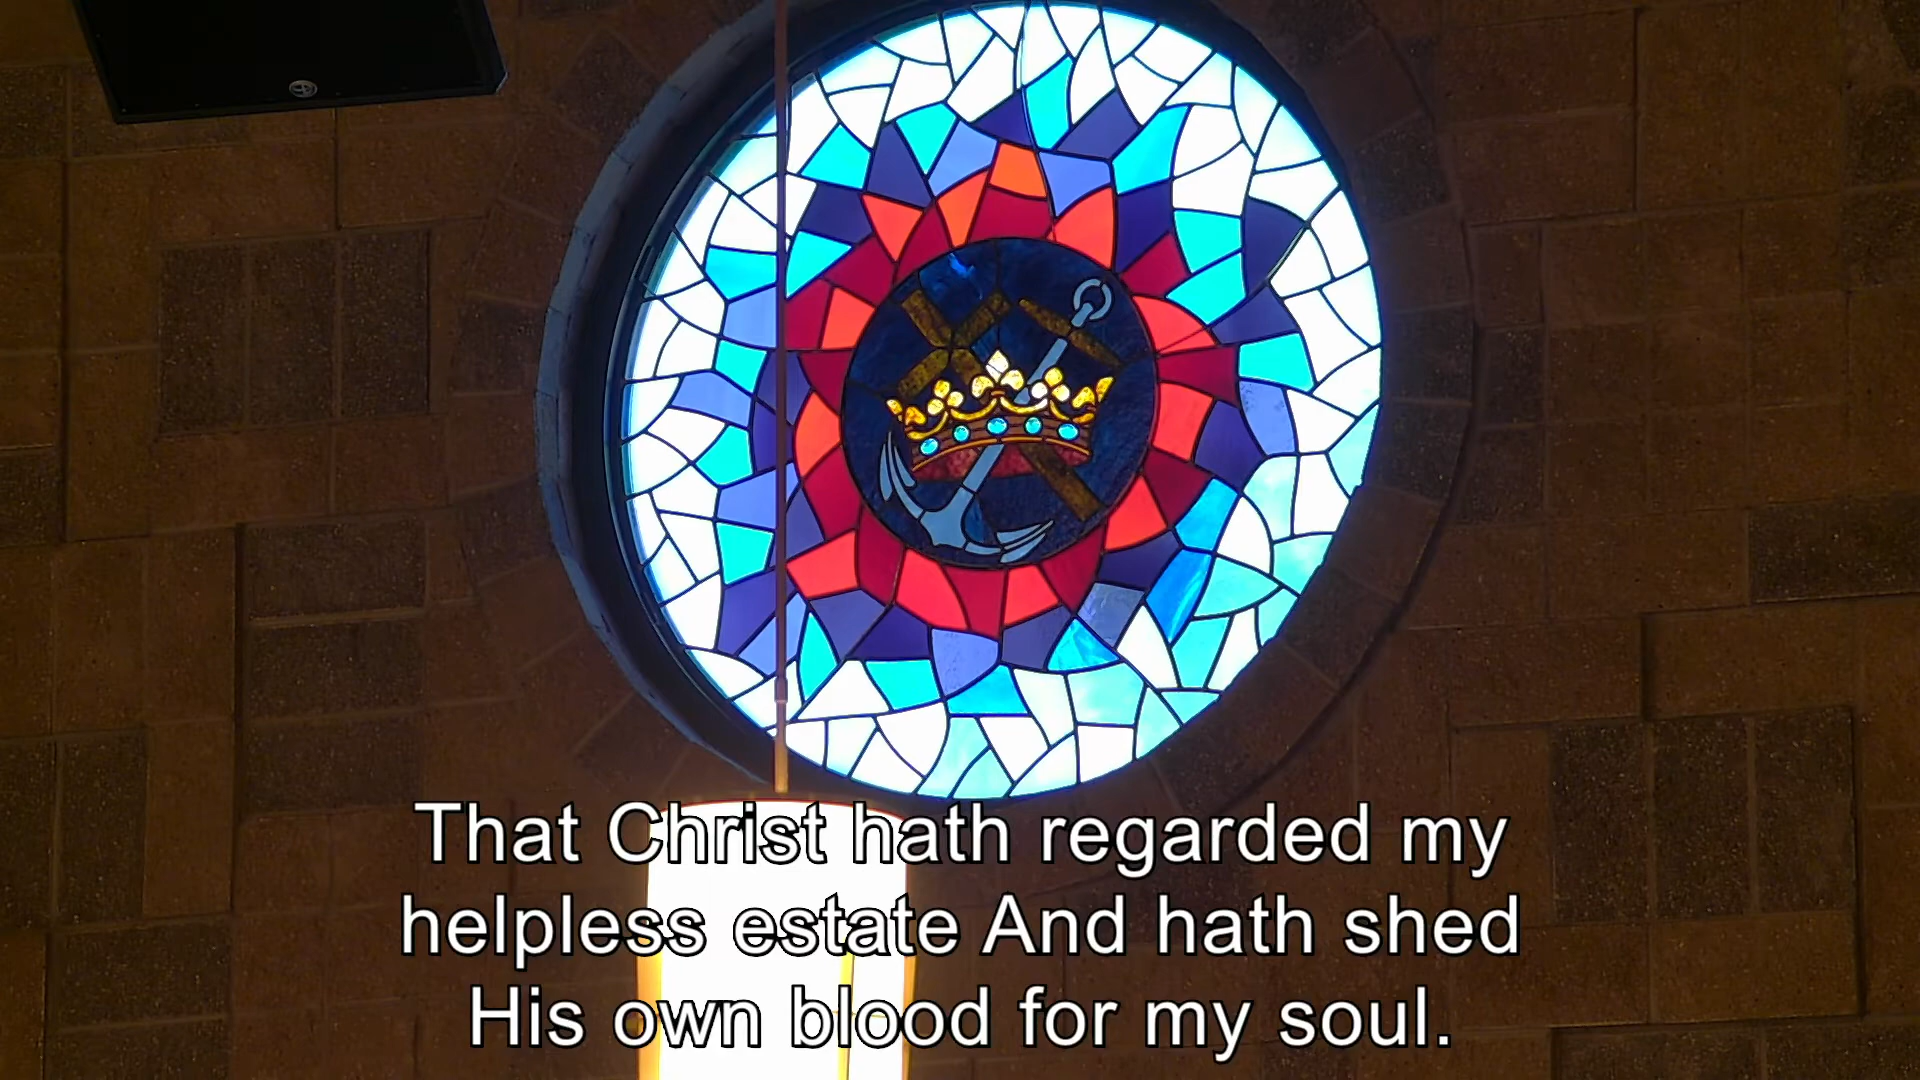 That Christ hath regarded my
helpless estate And hath shed
His own blood for my soul.